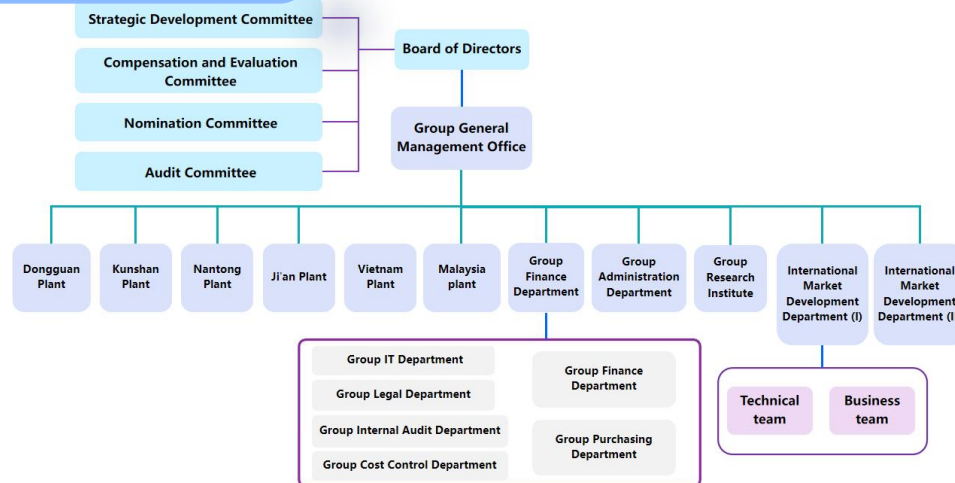 Strategic Development Committee
Board of Directors
Compensation and Evaluation
Committee
Nomination Committee
Group General
Management Office
Audit Committee
Dongguan
Plant
Kunshan
Plant
Nantong
Plant
Ji'an Plant
Vietnam
Plant
Malaysia
plant
Group
Finance
Department
Group
Administration
Department
Group
Research
Institute
International
Market
Development
Department (I)
International
Market
Development
Department (I
Group IT Department
Group Legal Department
Group Internal Audit Department
Group Cost Control Department
Group Finance
Department
Group Purchasing
Department
Technical
team
Business
team